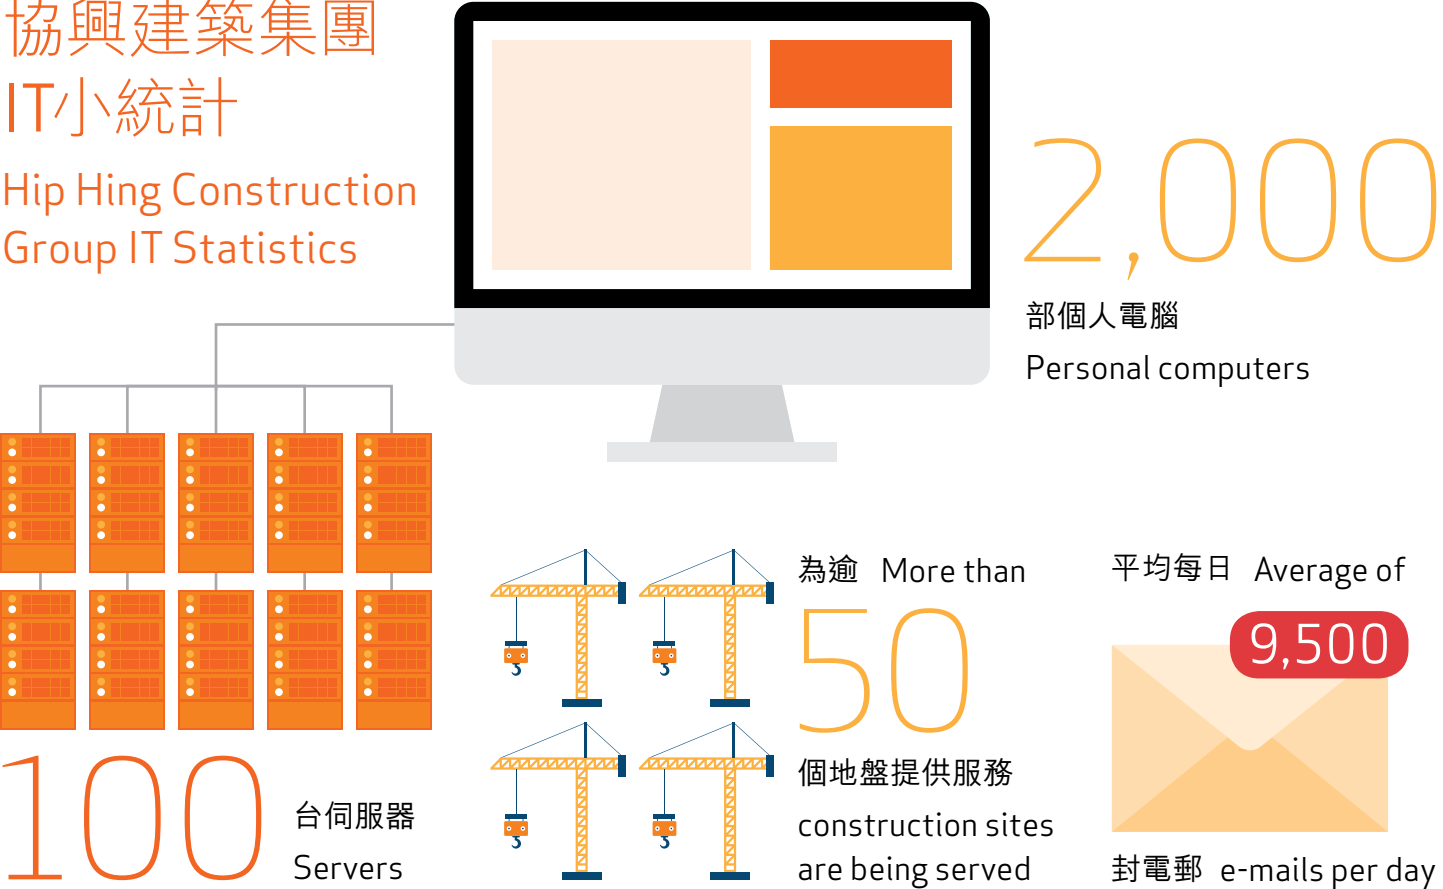 協興建築集團
IT小統計
Hip Hing Construction
Group IT Statistics
2,000
部個人電腦
Personal computers
100
台伺服器
Servers
為逾 More than
50
個地盤提供服務
construction sites
are being served
平均每日 Average of
9,500
封電郵 e-mails per day